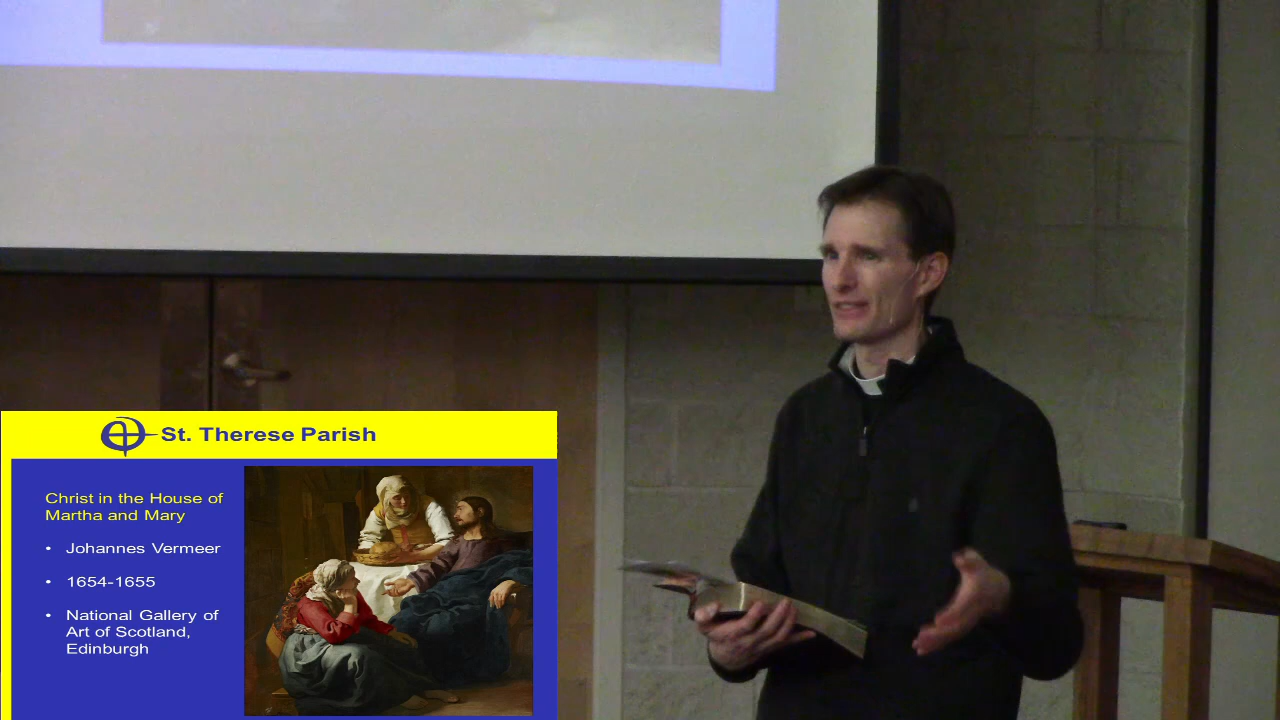 St. Therese Parish
Christ in the House of
Martha and Mary
• Johannes Vermeer
• 1654-1655
• National Gallery of
Art of Scotland,
Edinburgh